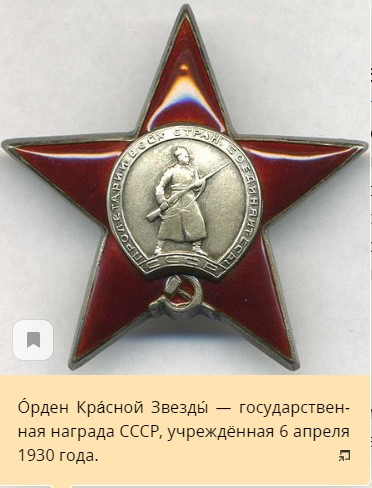 ПРОЛЕТАРИИ ВСЕХ СТРАН, СОЕДИНЯЙТЕСЬ!
СССР
О́рден Кра́сной Звезды́ — государствен-
ная награда СССР, учреждённая 6 апреля
1930 года.